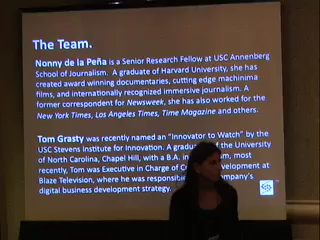 The Team.
Nonny de la Peña is a Senior Research Fellow at USC Annenberg
School of Journalism. A graduate of Harvard University, she has
created award winning documentaries, cutting edge machinima
films, and internationally recognized immersive journalism. A
former correspondent for Newsweek, she has also worked for the
New York Times, Los Angeles Times, Time Magazine and others.
Tom Grasty was recently named an "Innovator to Watch" by the
USC Stevens Institute for Innovation. A graduate of the University
of North Carolina, Chapel Hill, with a B.A. in, most
recently, Tom was Executive in Charge of Development at
Blaze Television, where he was company's
digital business development strategy.